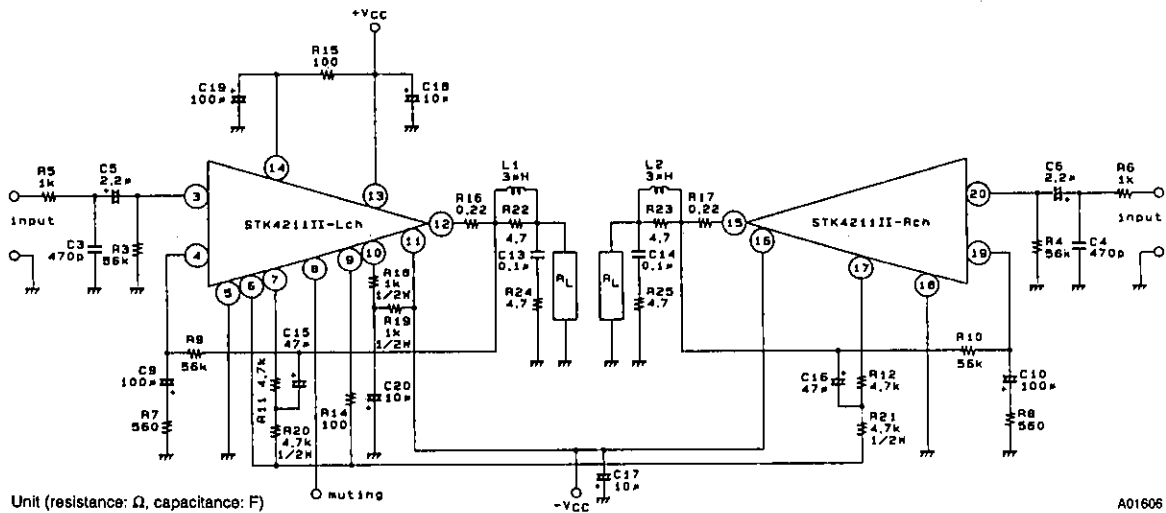 +VCC
R15
100
C19
100µ
C18
10µ
14
13
R5
1k
C5
2.2µ
3
input
C3
470p
R3
56k
4
STK4211II-Lch
12
R16
0.22
L1
3µH
R22
4.7
C13
0.1µ
R24
4.7
RL
5
6
7
8
9
10
11
R18
1k
1/2W
R19
1k
1/2W
L2
3µH
R23
4.7
R17
0.22
C14
0.1µ
R25
4.7
RL
15
16
STK4211II-Rch
17
18
20
19
C6
2.2µ
R6
1k
input
R4
56k
C4
470p
R9
56k
C9
100µ
R7
560
C15
47µ
R11 4.7k
R20
4.7k
1/2W
R14
100
C20
10µ
C16
47µ
R12
4.7k
R21
4.7k
1/2W
R10
56k
C10
100µ
R8
560
C17
10µ
muting
-VCC
Unit (resistance: Ω, capacitance: F)
A01606